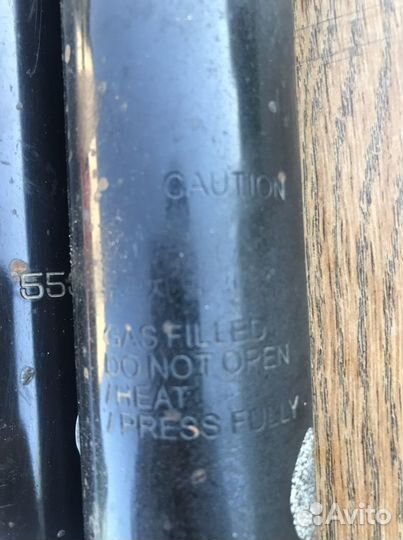 CAUTION
55
GAS FILLED
DO NOT OPEN
/HEAT
/PRESS FULLY
Avito